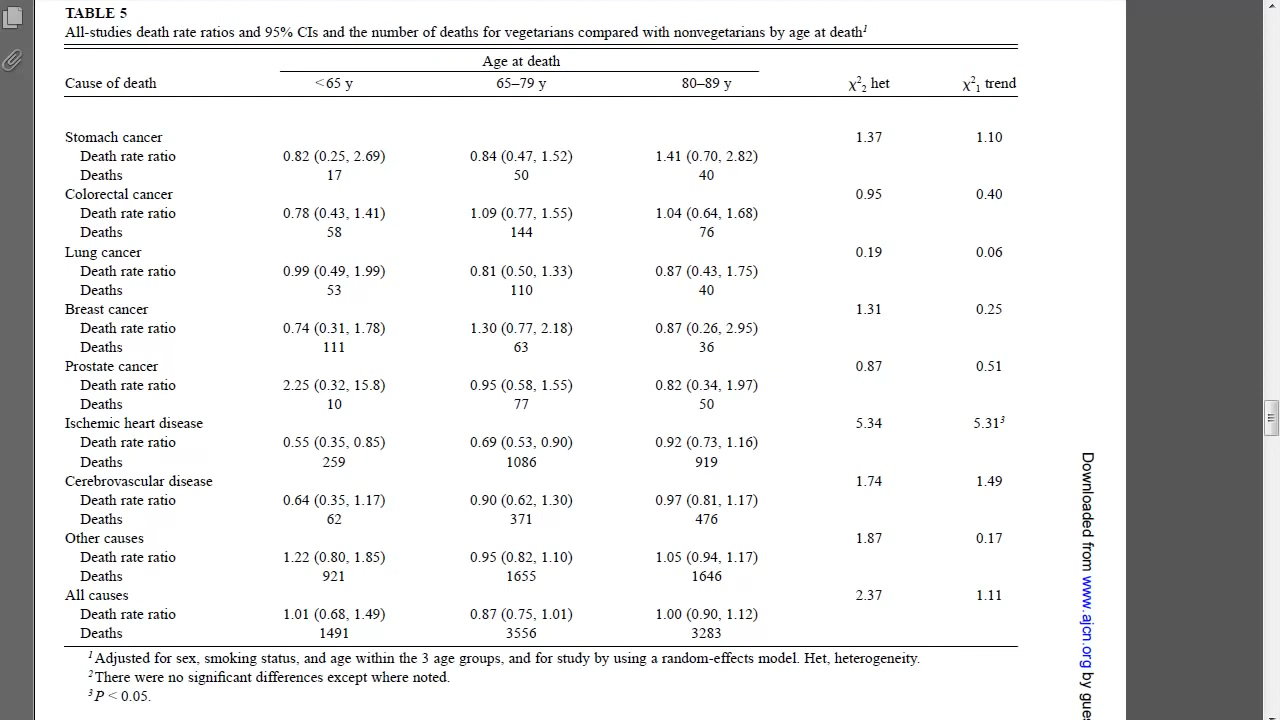 TABLE 5
All-studies death rate ratios and 95% CIs and the number of deaths for vegetarians compared with nonvegetarians by age at death¹
Age at death
Cause of death <65 y 65–79 y 80–89 y χ²₂ het χ²₁ trend
Stomach cancer 1.37 1.10
Death rate ratio 0.82 (0.25, 2.69) 0.84 (0.47, 1.52) 1.41 (0.70, 2.82)
Deaths 17 50 40
Colorectal cancer 0.95 0.40
Death rate ratio 0.78 (0.43, 1.41) 1.09 (0.77, 1.55) 1.04 (0.64, 1.68)
Deaths 58 144 76
Lung cancer 0.19 0.06
Death rate ratio 0.99 (0.49, 1.99) 0.81 (0.50, 1.33) 0.87 (0.43, 1.75)
Deaths 53 110 40
Breast cancer 1.31 0.25
Death rate ratio 0.74 (0.31, 1.78) 1.30 (0.77, 2.18) 0.87 (0.26, 2.95)
Deaths 111 63 36
Prostate cancer 0.87 0.51
Death rate ratio 2.25 (0.32, 15.8) 0.95 (0.58, 1.55) 0.82 (0.34, 1.97)
Deaths 10 77 50
Ischemic heart disease 5.34 5.31³
Death rate ratio 0.55 (0.35, 0.85) 0.69 (0.53, 0.90) 0.92 (0.73, 1.16)
Deaths 259 1086 919
Cerebrovascular disease 1.74 1.49
Death rate ratio 0.64 (0.35, 1.17) 0.90 (0.62, 1.30) 0.97 (0.81, 1.17)
Deaths 62 371 476
Other causes 1.87 0.17
Death rate ratio 1.22 (0.80, 1.85) 0.95 (0.82, 1.10) 1.05 (0.94, 1.17)
Deaths 921 1655 1646
All causes 2.37 1.11
Death rate ratio 1.01 (0.68, 1.49) 0.87 (0.75, 1.01) 1.00 (0.90, 1.12)
Deaths 1491 3556 3283
¹ Adjusted for sex, smoking status, and age within the 3 age groups, and for study by using a random-effects model. Het, heterogeneity.
² There were no significant differences except where noted.
³ P < 0.05.
Downloaded from www.ajcn.org by gues